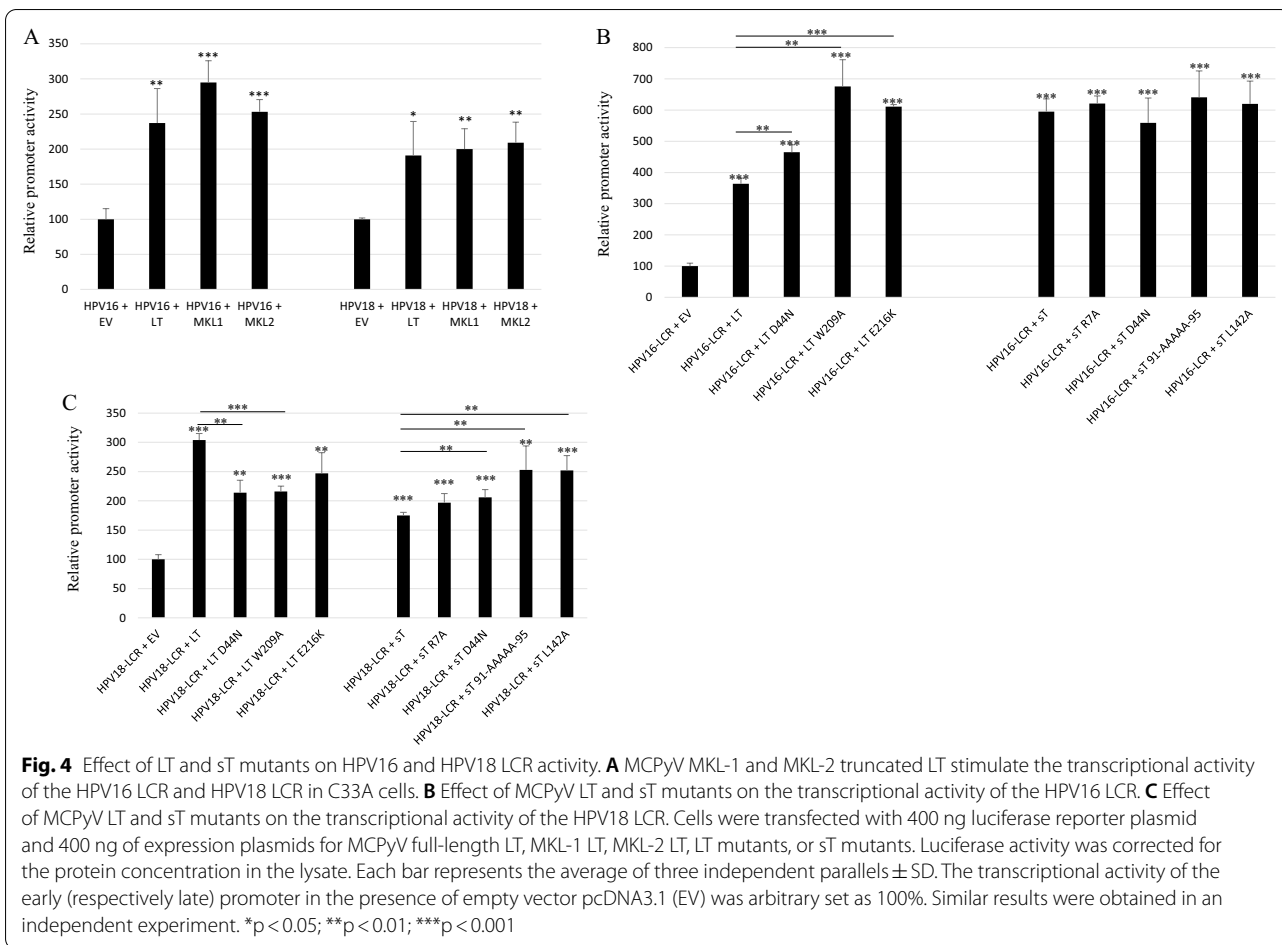 A
Relative promoter activity
350
300
250
200
150
100
50
0
**
***
***
*
**
**
HPV16 + EV
HPV16 + LT
HPV16 + MKL1
HPV16 + MKL2
HPV18 + EV
HPV18 + LT
HPV18 + MKL1
HPV18 + MKL2
B
Relative promoter activity
800
700
600
500
400
300
200
100
0
***
**
**
***
***
***
***
***
***
***
***
***
HPV16-LCR + EV
HPV16-LCR + LT
HPV16-LCR + LT D44N
HPV16-LCR + LT W209A
HPV16-LCR + LT E216K
HPV16-LCR + sT
HPV16-LCR + sT R7A
HPV16-LCR + sT D44N
HPV16-LCR + sT 91-AAAAA-95
HPV16-LCR + sT L142A
C
Relative promoter activity
350
300
250
200
150
100
50
0
***
**
***
**
***
**
**
**
**
***
***
***
**
***
HPV18-LCR + EV
HPV18-LCR + LT
HPV18-LCR + LT D44N
HPV18-LCR + LT W209A
HPV18-LCR + LT E216K
HPV18-LCR + sT
HPV18-LCR + sT R7A
HPV18-LCR + sT D44N
HPV18-LCR + sT 91-AAAAA-95
HPV18-LCR + sT L142A
Fig. 4 Effect of LT and sT mutants on HPV16 and HPV18 LCR activity. A MCPyV MKL-1 and MKL-2 truncated LT stimulate the transcriptional activity
of the HPV16 LCR and HPV18 LCR in C33A cells. B Effect of MCPyV LT and sT mutants on the transcriptional activity of the HPV16 LCR. C Effect
of MCPyV LT and sT mutants on the transcriptional activity of the HPV18 LCR. Cells were transfected with 400 ng luciferase reporter plasmid
and 400 ng of expression plasmids for MCPyV full-length LT, MKL-1 LT, MKL-2 LT, LT mutants, or sT mutants. Luciferase activity was corrected for
the protein concentration in the lysate. Each bar represents the average of three independent parallels ± SD. The transcriptional activity of the
early (respectively late) promoter in the presence of empty vector pcDNA3.1 (EV) was arbitrary set as 100%. Similar results were obtained in an
independent experiment. *p < 0.05; **p < 0.01; ***p < 0.001